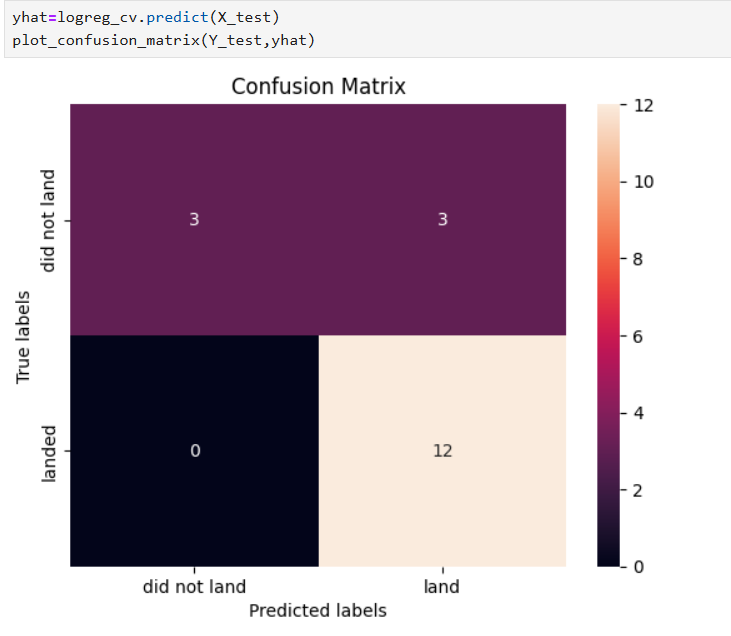 yhat=logreg_cv.predict(X_test)
plot_confusion_matrix(Y_test,yhat)
Confusion Matrix
did not land
landed
True labels
3
3
0
12
did not land
land
Predicted labels
12
10
8
6
4
2
0